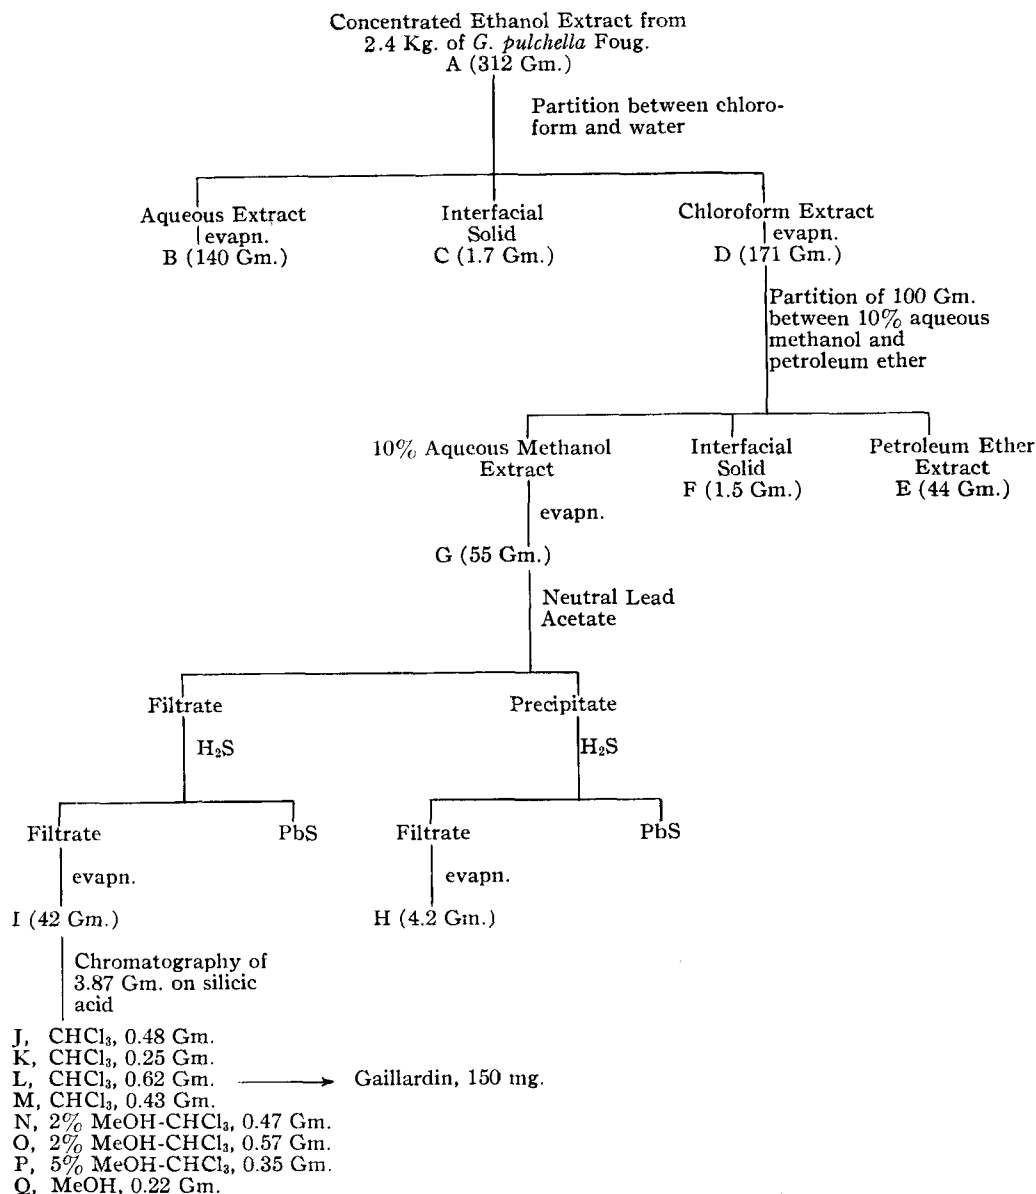 Concentrated Ethanol Extract from
2.4 Kg. of G. pulchella Foug.
A (312 Gm.)
Partition between chloro-
form and water
Aqueous Extract
evapn.
B (140 Gm.)
Interfacial
Solid
C (1.7 Gm.)
Chloroform Extract
evapn.
D (171 Gm.)
Partition of 100 Gm.
between 10% aqueous
methanol and
petroleum ether
10% Aqueous Methanol
Extract
Interfacial
Solid
F (1.5 Gm.)
Petroleum Ether
Extract
E (44 Gm.)
evapn.
G (55 Gm.)
Neutral Lead
Acetate
Filtrate
Precipitate
H₂S
H₂S
Filtrate
PbS
Filtrate
PbS
evapn.
evapn.
I (42 Gm.)
H (4.2 Gm.)
Chromatography of
3.87 Gm. on silicic
acid
J, CHCl₃, 0.48 Gm.
K, CHCl₃, 0.25 Gm.
L, CHCl₃, 0.62 Gm. → Gaillardin, 150 mg.
M, CHCl₃, 0.43 Gm.
N, 2% MeOH-CHCl₃, 0.47 Gm.
O, 2% MeOH-CHCl₃, 0.57 Gm.
P, 5% MeOH-CHCl₃, 0.35 Gm.
Q, MeOH, 0.22 Gm.